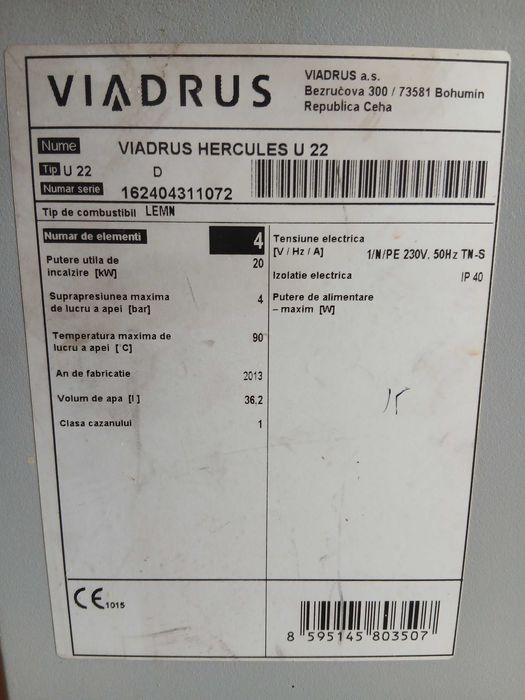 VIADRUS
VIADRUS a.s.
Bezručova 300 / 73581 Bohumin
Republica Ceha
Nume VIADRUS HERCULES U 22
Tip U 22 D
Numar serie 162404311072
Tip de combustibil LEMN
Numar de elementi 4
Putere utila de
incalzire [kW] 20
Suprapresiunea maxima
de lucru a apei [bar] 4
Temperatura maxima de
lucru a apei [°C] 90
An de fabricatie 2013
Volum de apa [l] 36.2
Clasa cazanului 1
Tensiune electrica
[V / Hz / A] 1/N/PE 230V. 50Hz TN-S
Izolatie electrica IP 40
Putere de alimentare
– maxim [W]
CE 1015
8 595145 803507